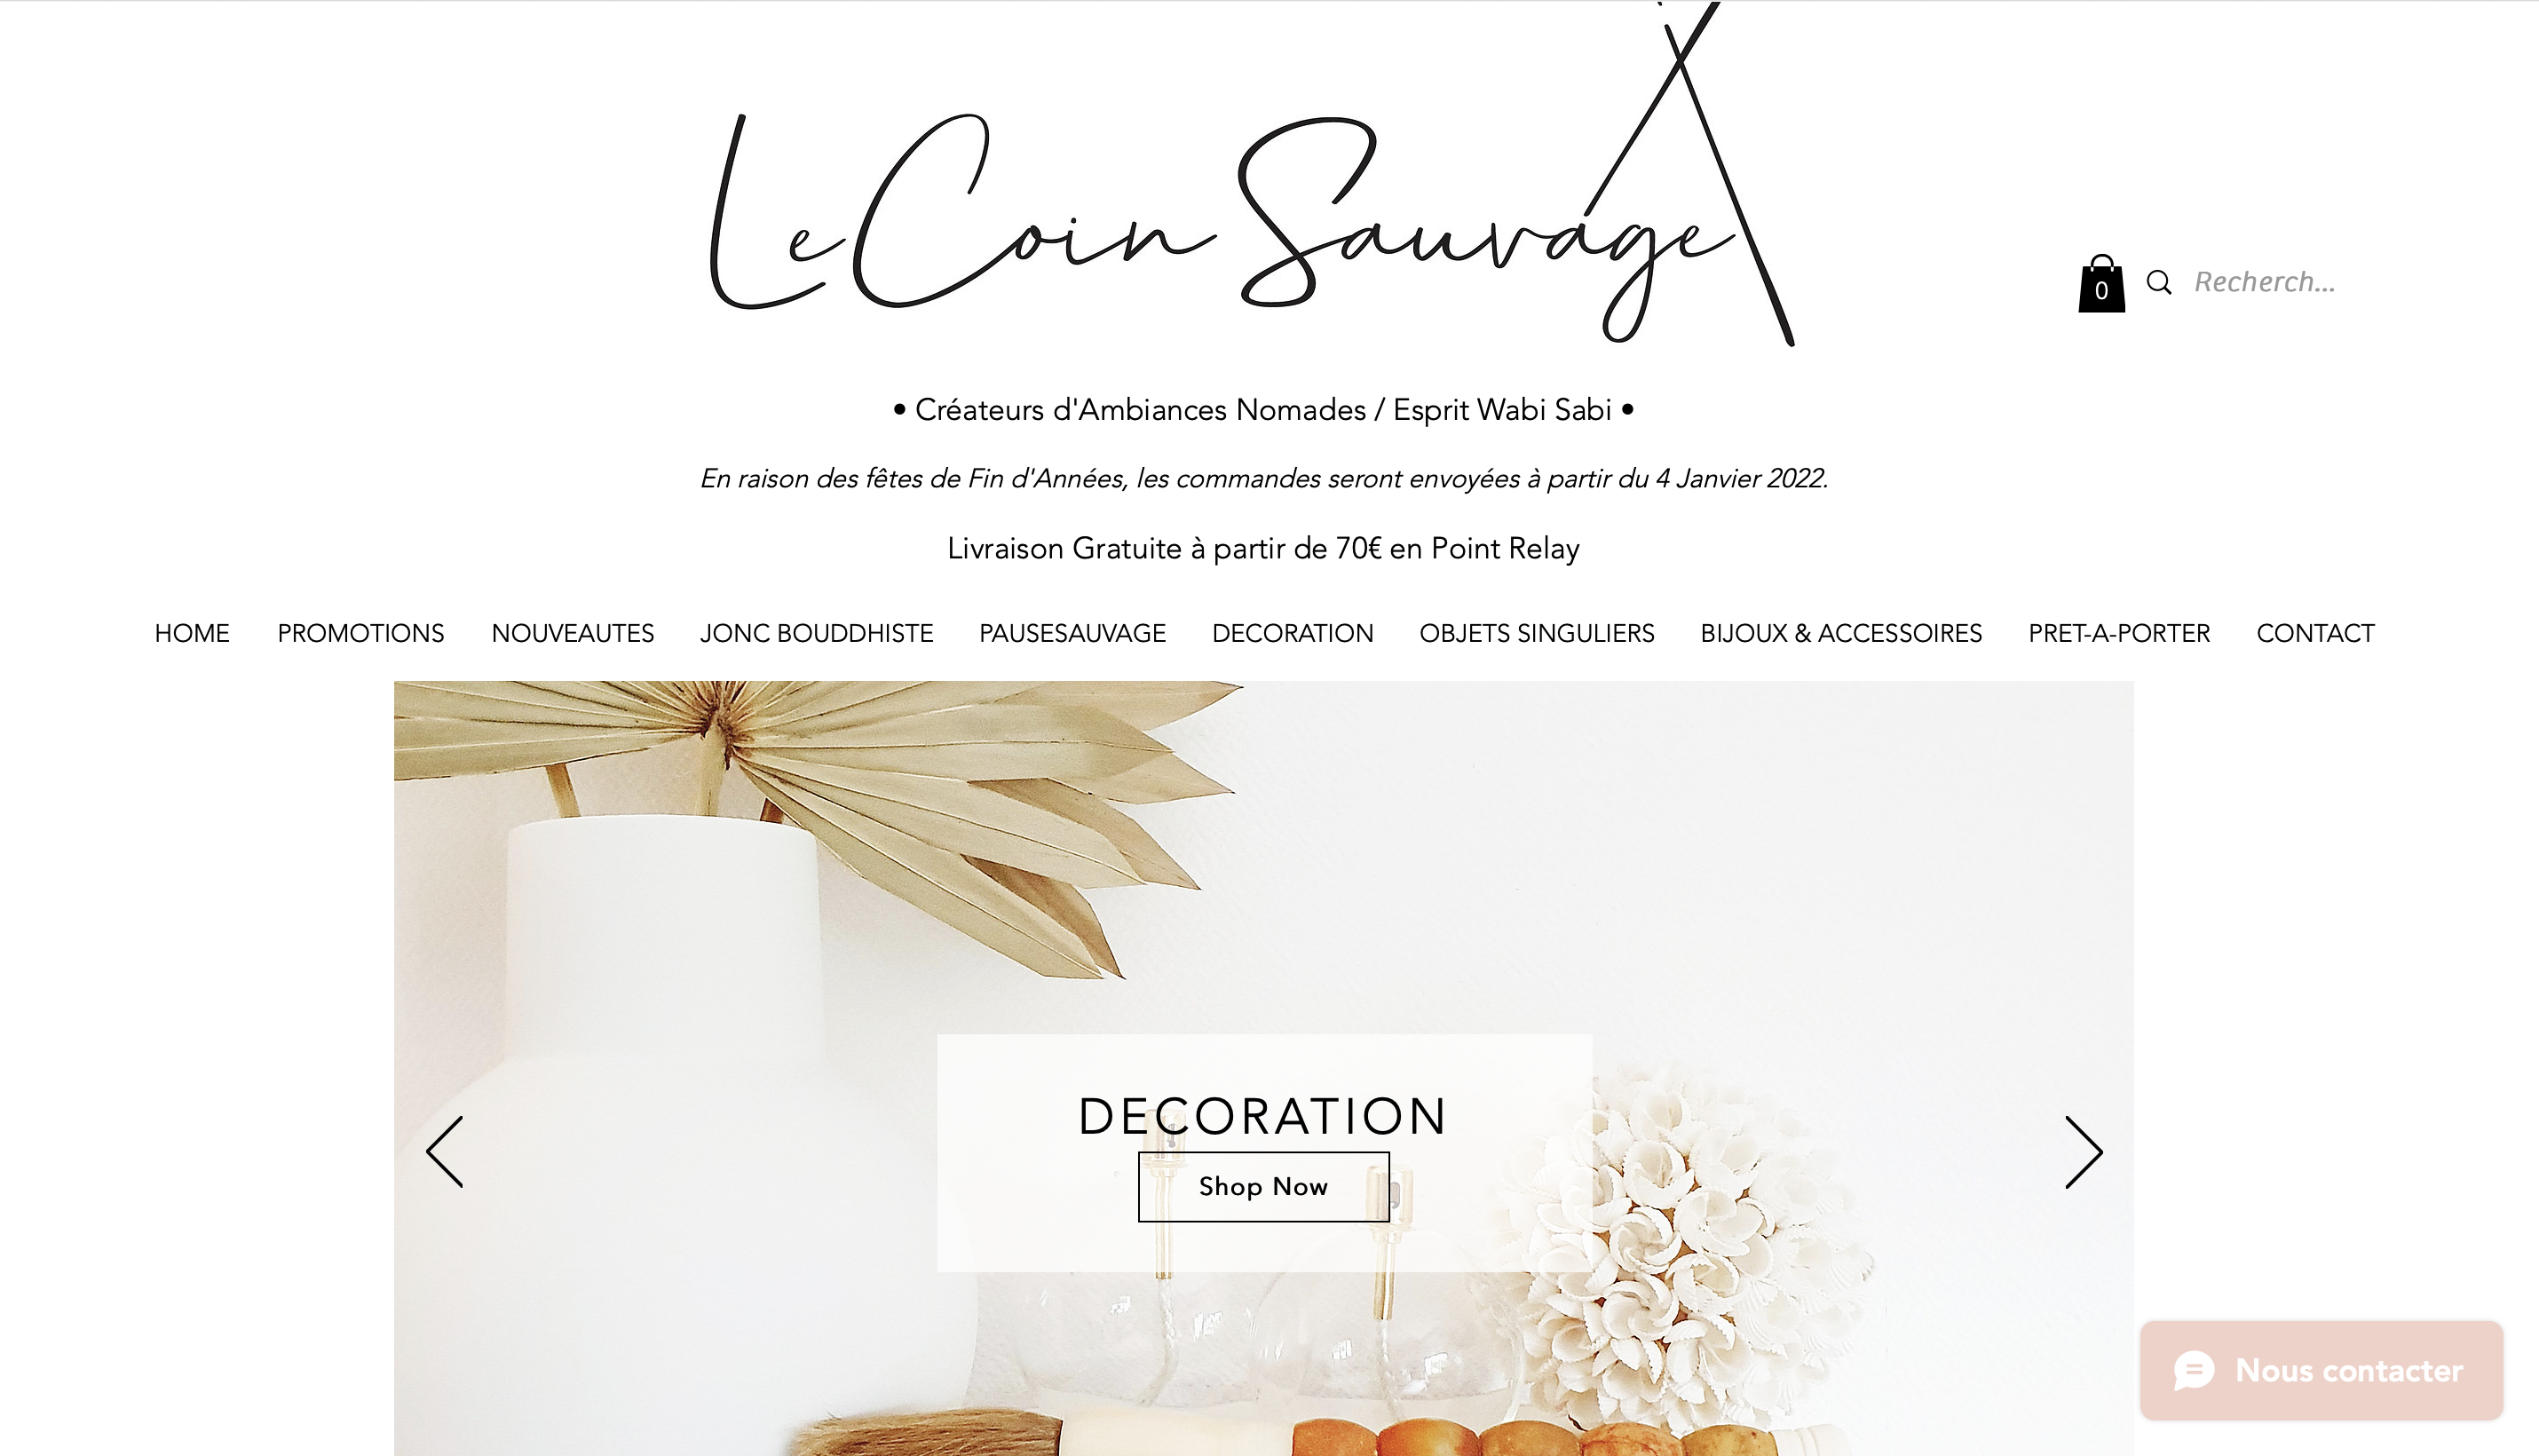 Le Coin Sauvage
0
Recherch...
• Créateurs d'Ambiances Nomades / Esprit Wabi Sabi •
En raison des fêtes de Fin d'Années, les commandes seront envoyées à partir du 4 Janvier 2022.
Livraison Gratuite à partir de 70€ en Point Relay
HOME PROMOTIONS NOUVEAUTES JONC BOUDDHISTE PAUSESAUVAGE DECORATION OBJETS SINGULIERS BIJOUX & ACCESSOIRES PRET-A-PORTER CONTACT
DECORATION
Shop Now
Nous contacter